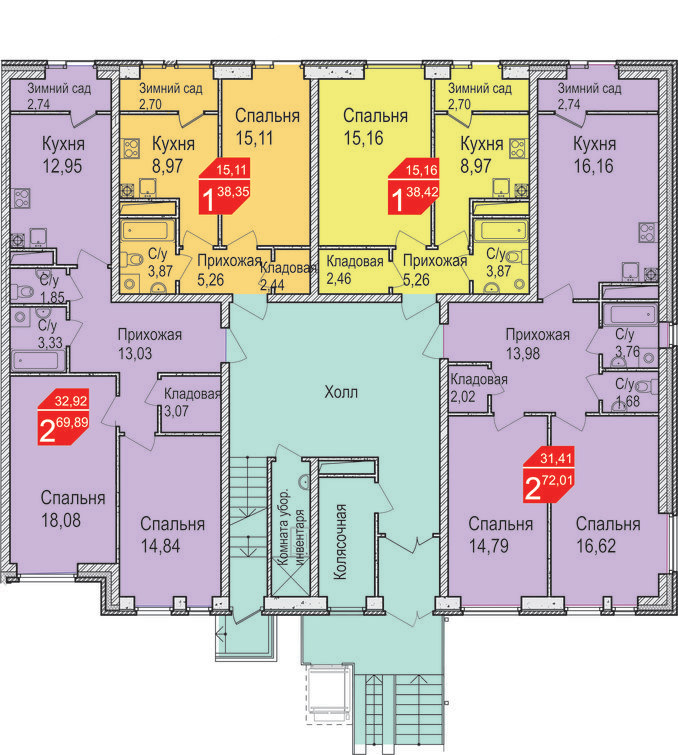 Зимний сад
2,74
Зимний сад
2,70
Спальня
15,11
Спальня
15,16
Зимний сад
2,70
Зимний сад
2,74
Кухня
12,95
Кухня
8,97
15,11
1 38,35
15,16
1 38,42
Кухня
8,97
Кухня
16,16
С/у
3,87
Прихожая
5,26
Кладовая
2,44
Кладовая
2,46
Прихожая
5,26
С/у
3,87
С/у
1,85
С/у
3,33
Прихожая
13,03
Прихожая
13,98
С/у
3,76
Кладовая
3,07
Холл
Кладовая
2,02
С/у
1,68
32,92
2 69,89
31,41
2 72,01
Спальня
18,08
Спальня
14,84
Комната убор.
инвентаря
Колясочная
Спальня
14,79
Спальня
16,62